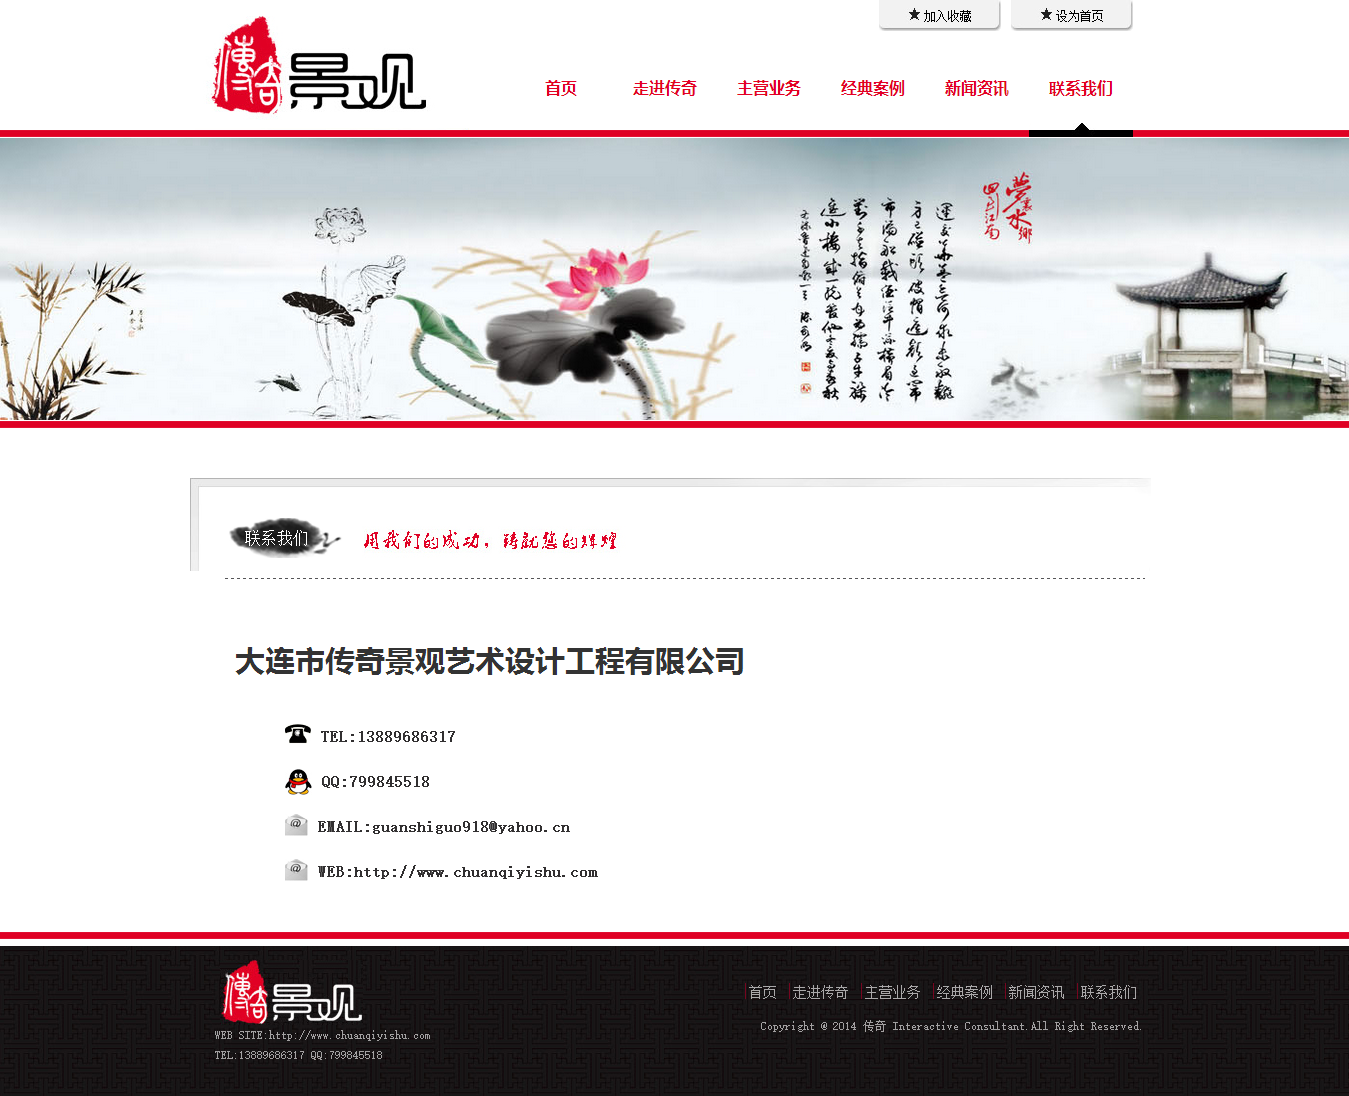 ★ 加入收藏
★ 设为首页
傳奇景观
首页
走进传奇
主营业务
经典案例
新闻资讯
联系我们
联系我们
用我们的成功，铸就您的辉煌
大连市传奇景观艺术设计工程有限公司
TEL:13889686317
QQ:799845518
EMAIL:guanshiguo918@yahoo.cn
WEB:http://www.chuanqiyishu.com
傳奇景观
WEB SITE:http://www.chuanqiyishu.com
TEL:13889686317 QQ:799845518
首页 走进传奇 主营业务 经典案例 新闻资讯 联系我们
Copyright @ 2014 传奇 Interactive Consultant.All Right Reserved.